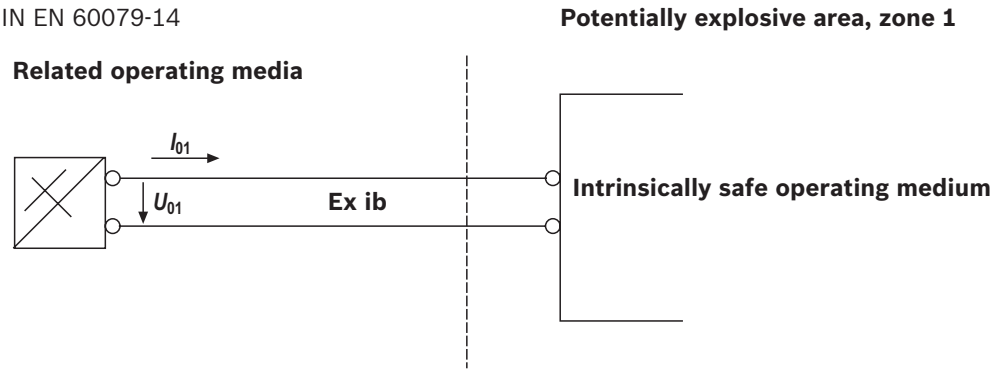 IN EN 60079-14
Potentially explosive area, zone 1
Related operating media
I01
U01
Ex ib
Intrinsically safe operating medium